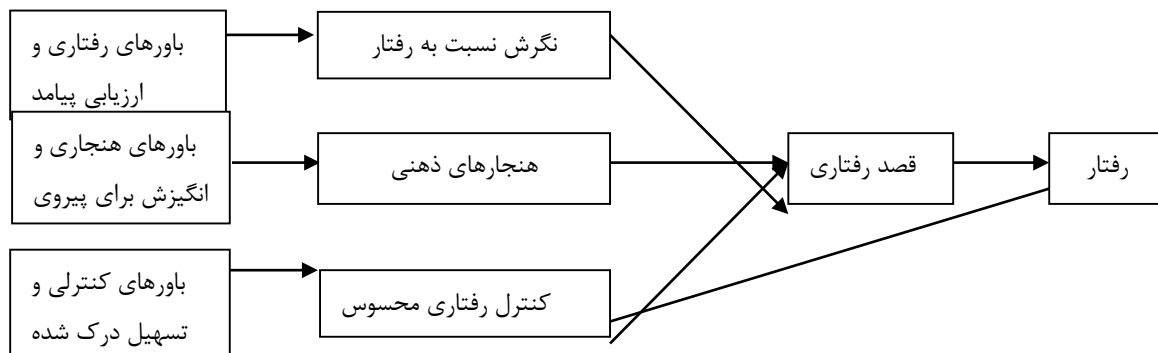 باورهای رفتاری و
ارزیابی پیامد
نگرش نسبت به رفتار
باورهای هنجاری و
انگیزش برای پیروی
هنجارهای ذهنی
قصد رفتاری
رفتار
باورهای کنترلی و
تسهیل درک شده
کنترل رفتاری محسوس